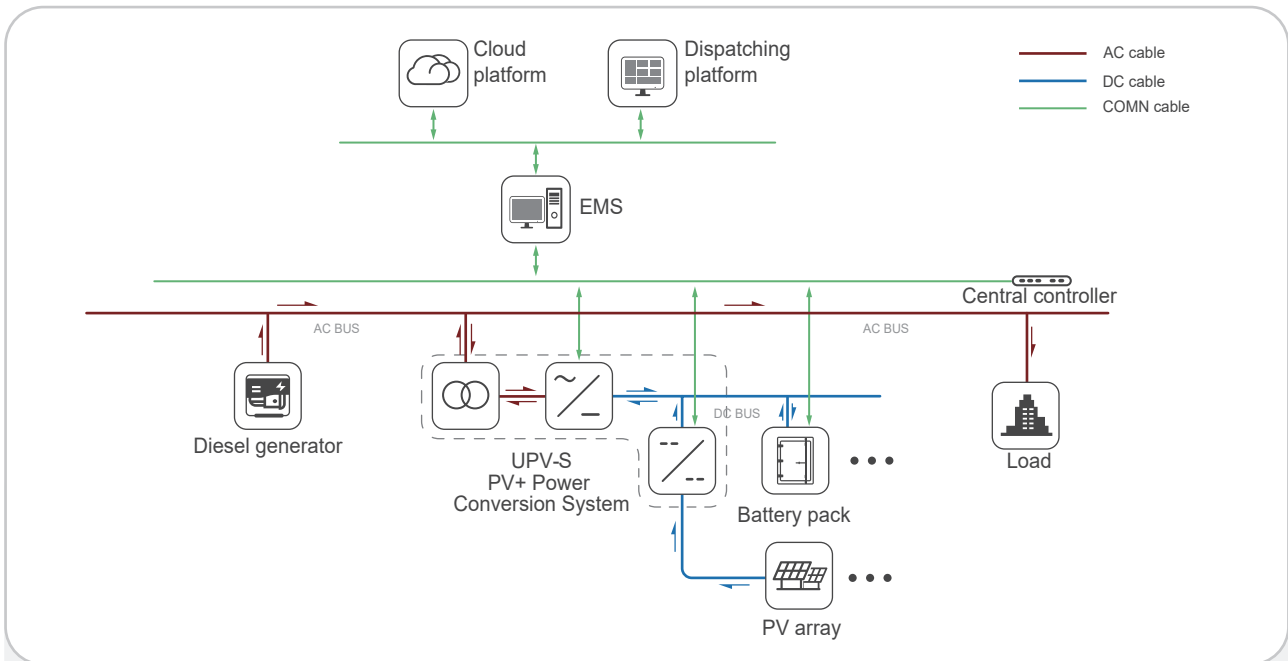 Cloud
platform
Dispatching
platform
AC cable
DC cable
COMN cable
EMS
Central controller
AC BUS
AC BUS
DC BUS
Diesel generator
UPV-S
PV+ Power
Conversion System
Battery pack
Load
PV array